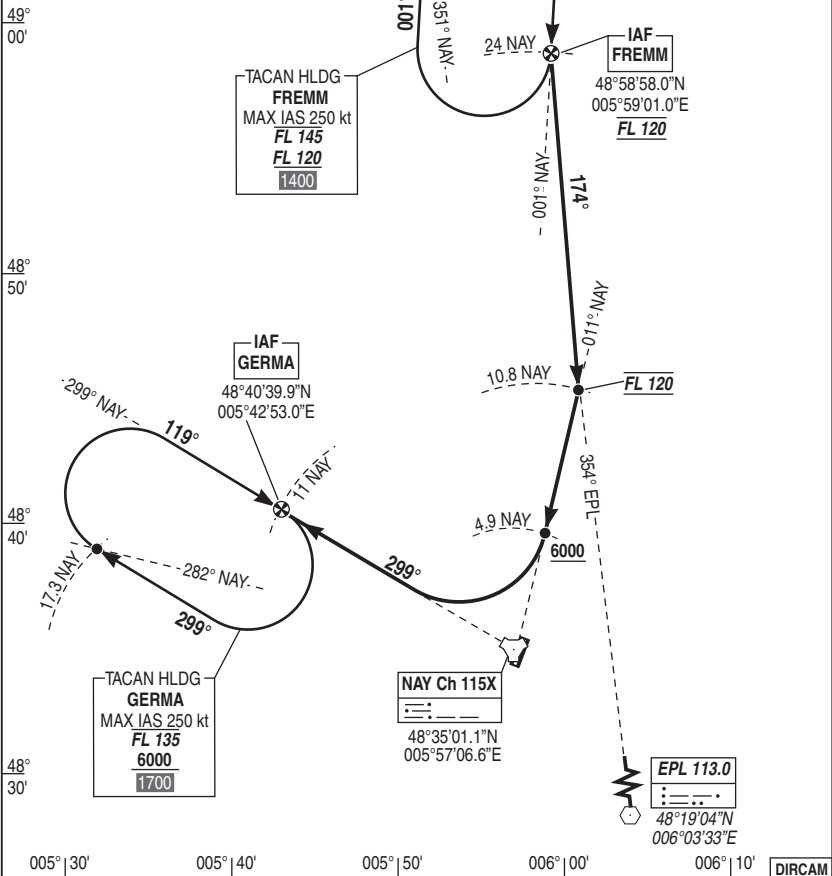 49°
00'
001°
351° NAY
24 NAY
IAF
FREMM
48°58'58.0"N
005°59'01.0"E
FL 120
TACAN HLDG
FREMM
MAX IAS 250 kt
FL 145
FL 120
1400
001° NAY
174°
48°
50'
011° NAY
10.8 NAY
FL 120
IAF
GERMA
48°40'39.9"N
005°42'53.0"E
299° NAY
119°
11 NAY
354° EPL
48°
40'
4.9 NAY
6000
17.3 NAY
282° NAY
299°
299°
TACAN HLDG
GERMA
MAX IAS 250 kt
FL 135
6000
1700
NAY Ch 115X
48°35'01.1"N
005°57'06.6"E
48°
30'
EPL 113.0
48°19'04"N
006°03'33"E
005°30'
005°40'
005°50'
006°00'
006°10'
DIRCAM